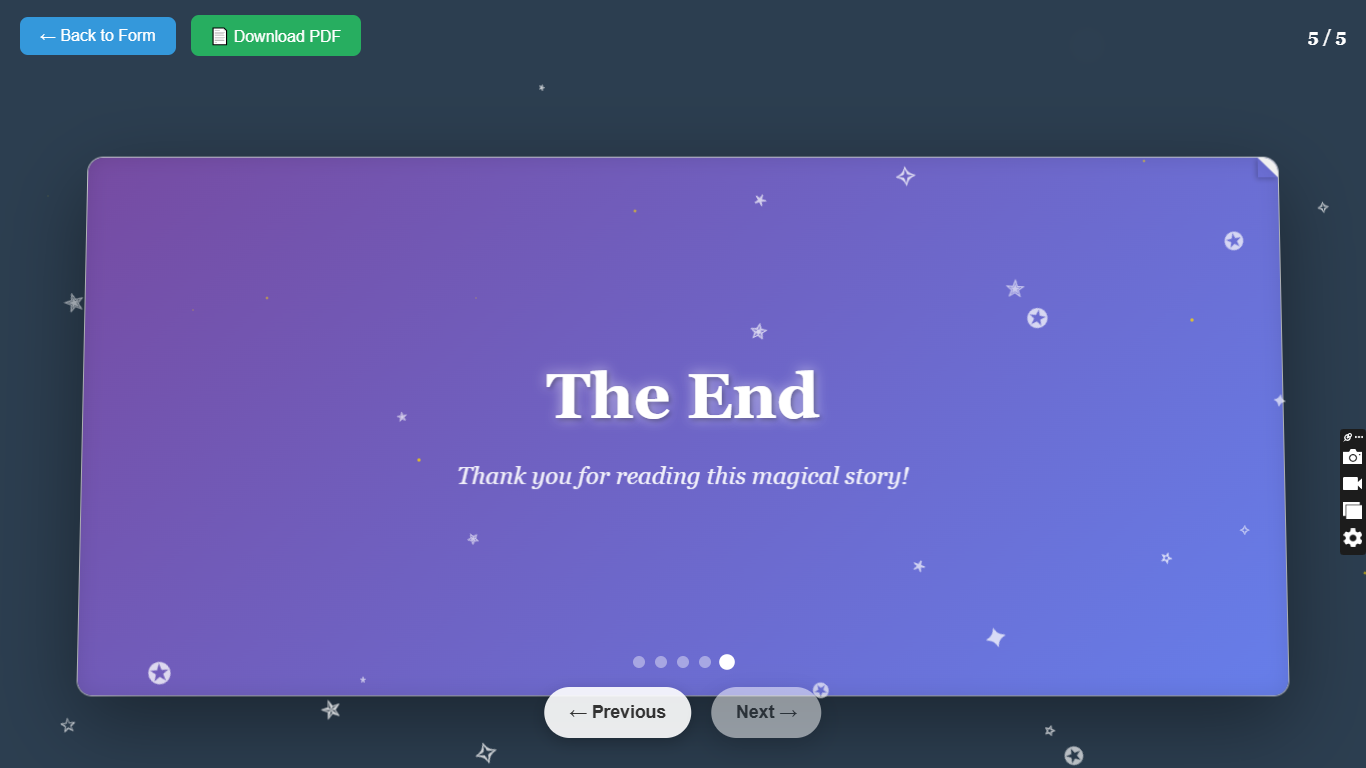 ← Back to Form
Download PDF
5 / 5
The End
Thank you for reading this magical story!
← Previous
Next →